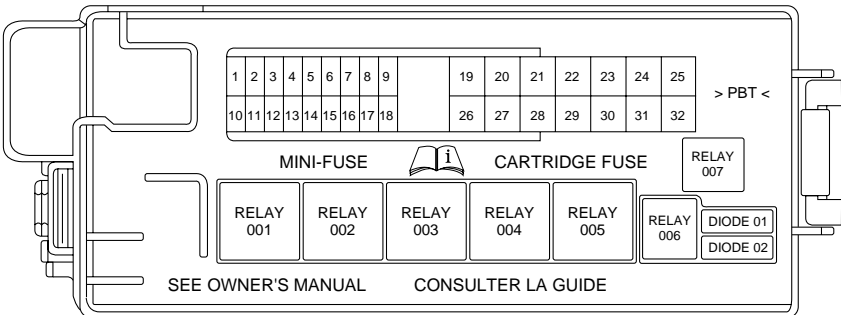 1 2 3 4 5 6 7 8 9 19 20 21 22 23 24 25
> PBT <
10 11 12 13 14 15 16 17 18 26 27 28 29 30 31 32
MINI-FUSE i CARTRIDGE FUSE
RELAY
007
RELAY
001
RELAY
002
RELAY
003
RELAY
004
RELAY
005
RELAY
006
DIODE 01
DIODE 02
SEE OWNER'S MANUAL CONSULTER LA GUIDE